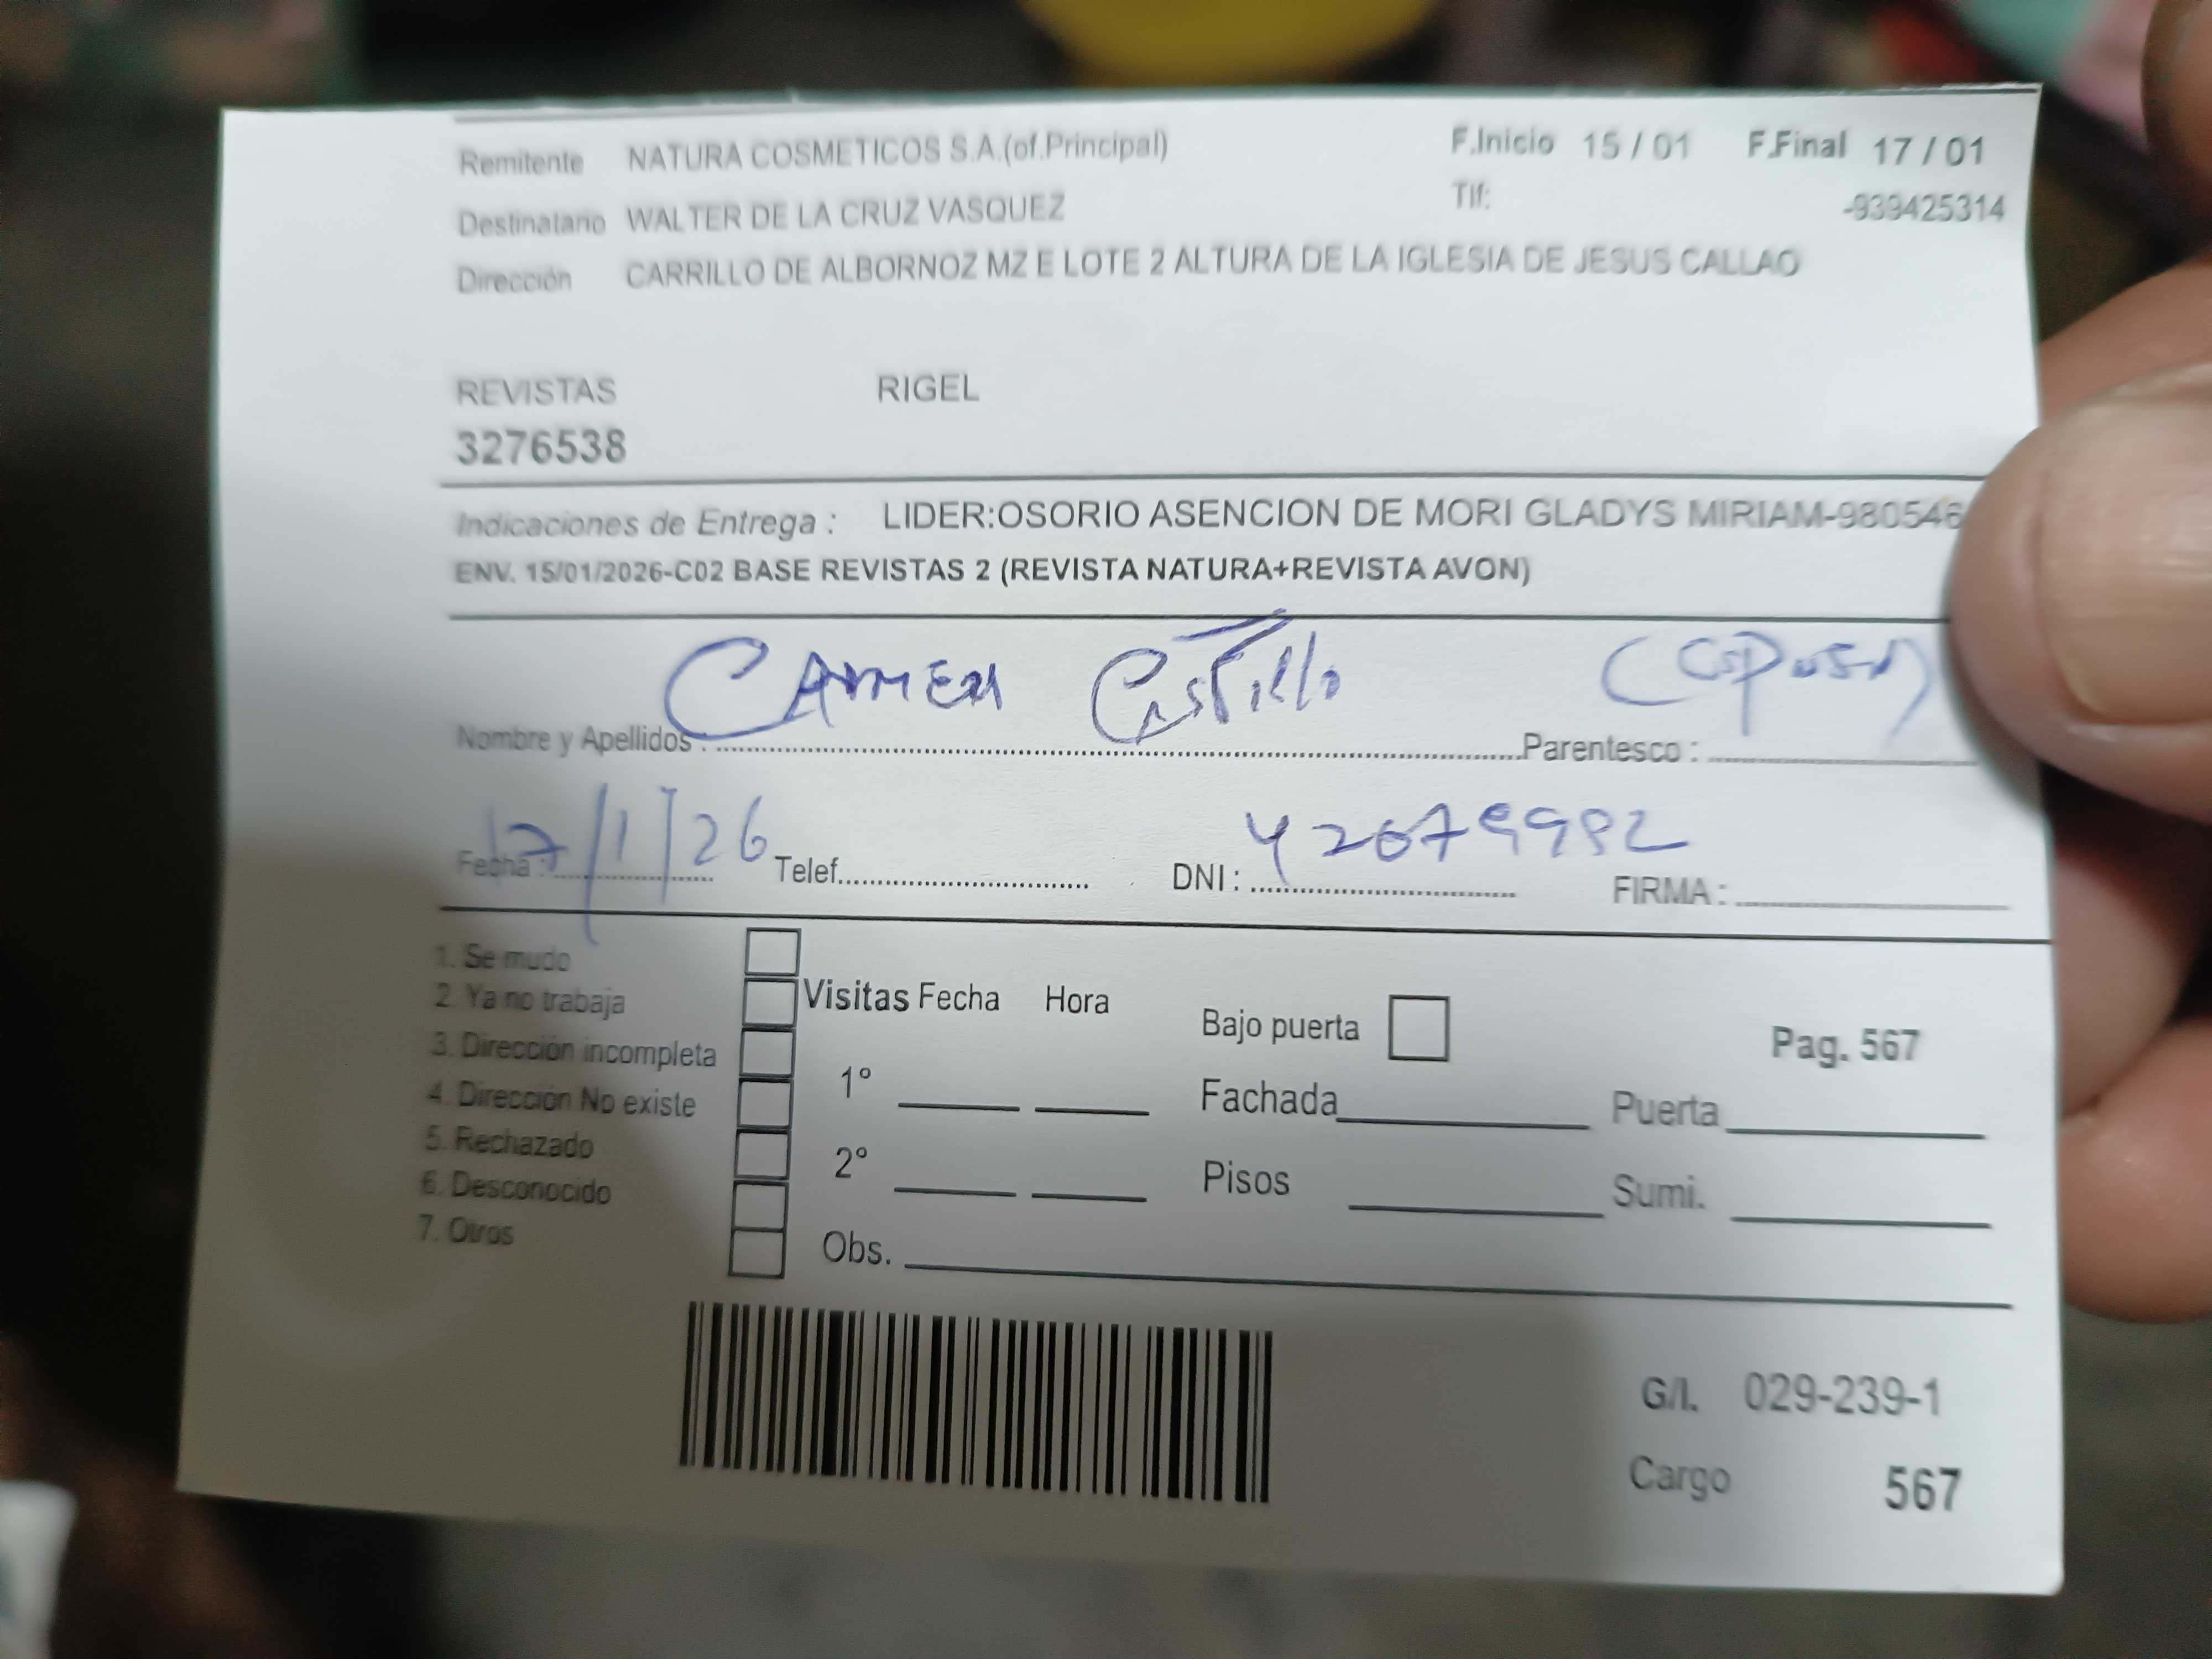 Remitente NATURA COSMETICOS S.A.(of.Principal) F.Inicio 15 / 01 F.Final 17 / 01
Destinatario WALTER DE LA CRUZ VASQUEZ Tlf: -939425314
Dirección CARRILLO DE ALBORNOZ MZ E LOTE 2 ALTURA DE LA IGLESIA DE JESUS CALLAO
REVISTAS RIGEL
3276538
Indicaciones de Entrega : LIDER:OSORIO ASENCION DE MORI GLADYS MIRIAM-980546
ENV. 15/01/2026-C02 BASE REVISTAS 2 (REVISTA NATURA+REVISTA AVON)
CARMEN Castillo (esposa)
Nombre y Apellidos : Parentesco :
17/1/26 42079992
Fecha : Telef. DNI : FIRMA :
1. Se mudo
2. Ya no trabaja Visitas Fecha Hora
3. Dirección incompleta Bajo puerta Pag. 567
4. Dirección No existe 1° Fachada Puerta
5. Rechazado
6. Desconocido 2° Pisos Sumi.
7. Otros Obs.
G/I. 029-239-1
Cargo 567